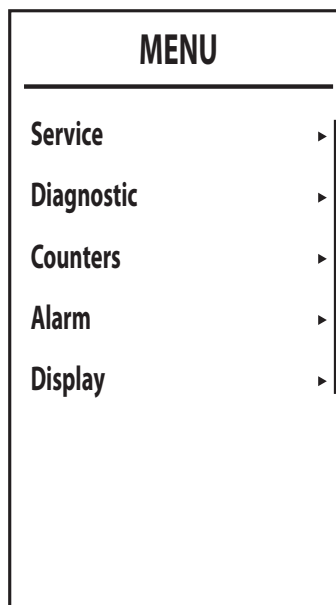 MENU
Service
Diagnostic
Counters
Alarm
Display